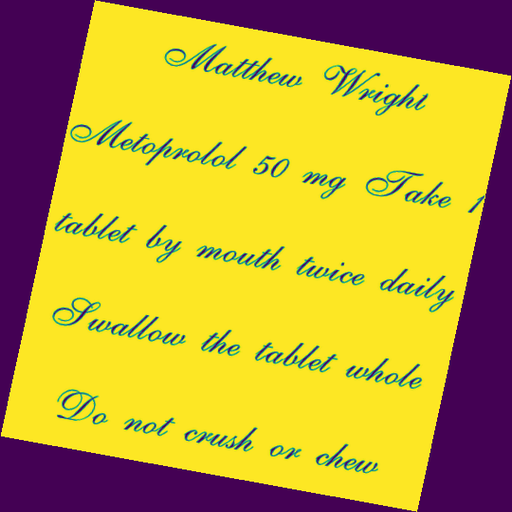 Matthew Wright
Metoprolol 50 mg Take 1
tablet by mouth twice daily
Swallow the tablet whole
Do not crush or chew